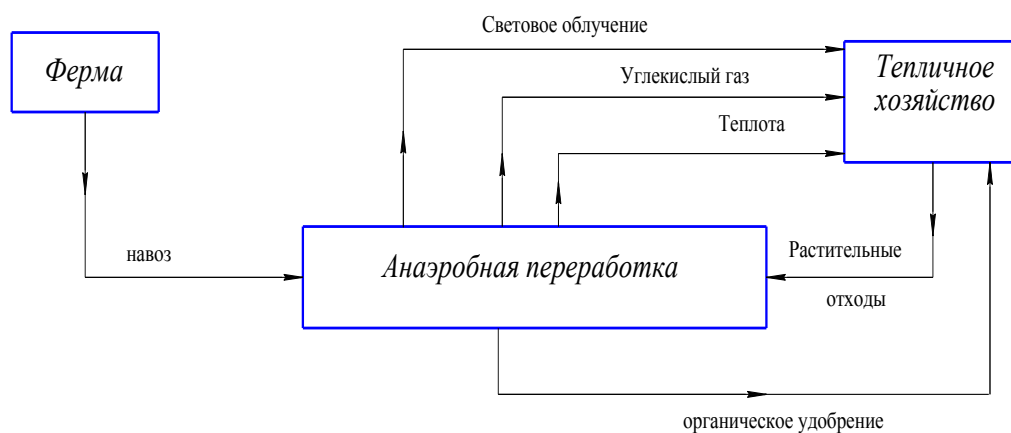 Световое облучение
Ферма
Тепличное
хозяйство
Углекислый газ
Теплота
навоз
Анаэробная переработка
Растительные
отходы
органическое удобрение